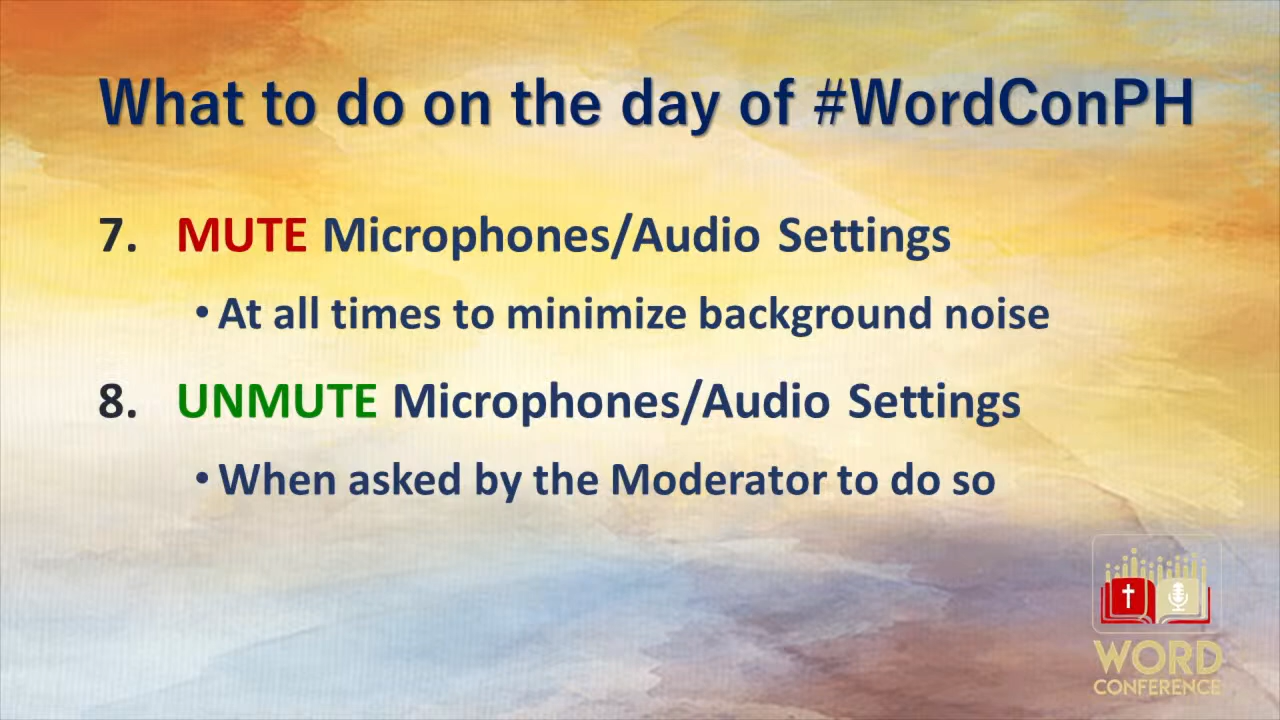 What to do on the day of #WordConPH
7. MUTE Microphones/Audio Settings
• At all times to minimize background noise
8. UNMUTE Microphones/Audio Settings
• When asked by the Moderator to do so
WORD
CONFERENCE